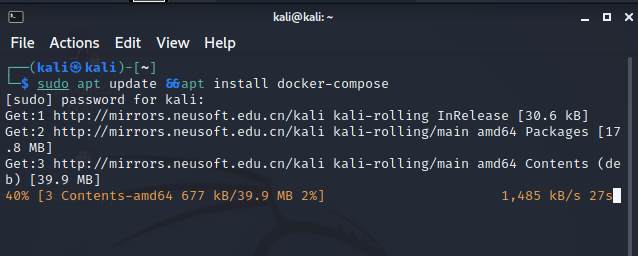 kali@kali: ~
File Actions Edit View Help
┌──(kali㉿kali)-[~]
└─$ sudo apt update &&apt install docker-compose
[sudo] password for kali:
Get:1 http://mirrors.neusoft.edu.cn/kali kali-rolling InRelease [30.6 kB]
Get:2 http://mirrors.neusoft.edu.cn/kali kali-rolling/main amd64 Packages [17
.8 MB]
Get:3 http://mirrors.neusoft.edu.cn/kali kali-rolling/main amd64 Contents (de
b) [39.9 MB]
40% [3 Contents-amd64 677 kB/39.9 MB 2%] 1,485 kB/s 27s